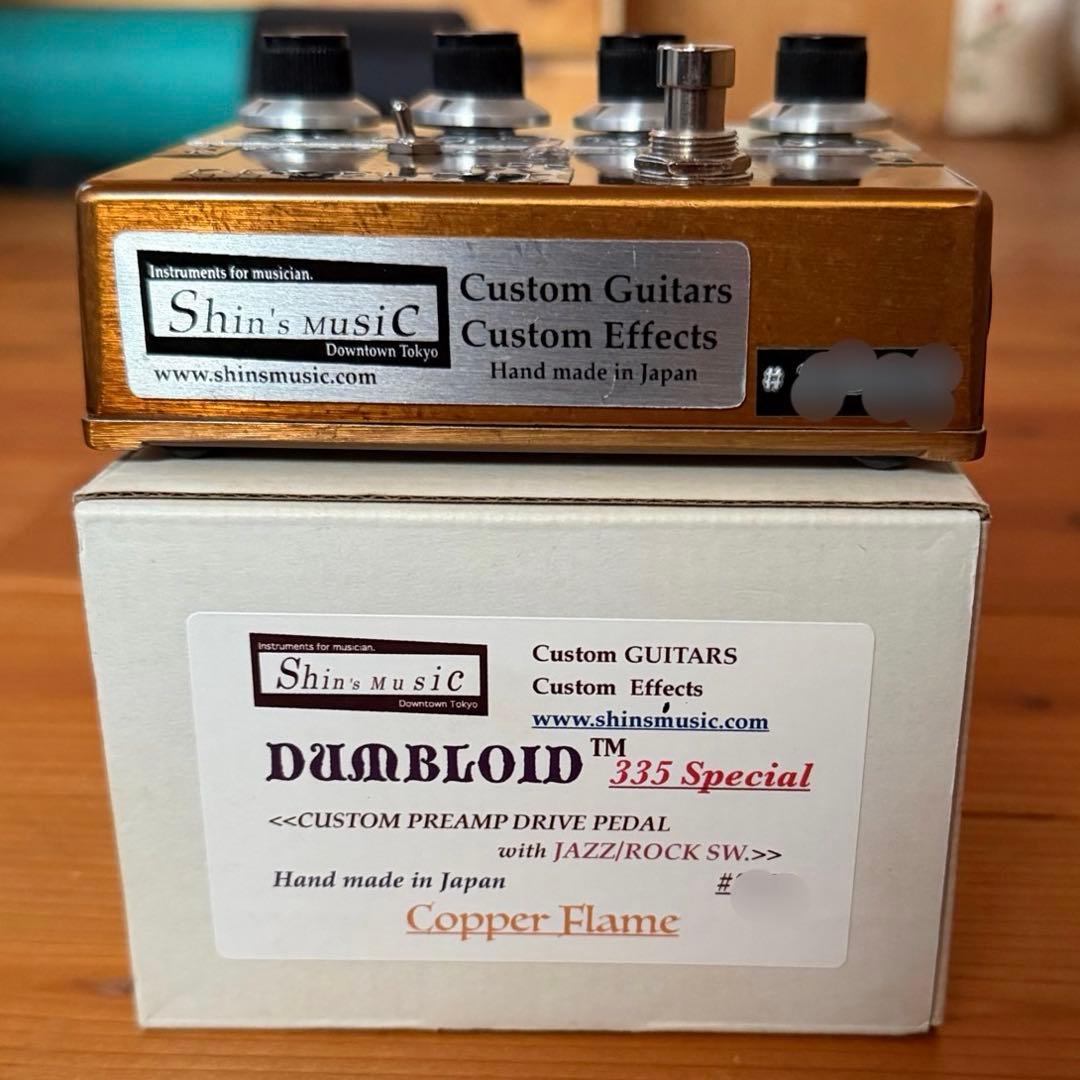 Instruments for musician.
Shin's Music
Downtown Tokyo
www.shinsmusic.com
Custom Guitars
Custom Effects
Hand made in Japan
#
Instruments for musician.
Shin's Music
Downtown Tokyo
Custom GUITARS
Custom Effects
www.shinsmusic.com
DUMBLOID™
335 Special
<<CUSTOM PREAMP DRIVE PEDAL
with JAZZ/ROCK SW.>>
Hand made in Japan
#
Copper Flame